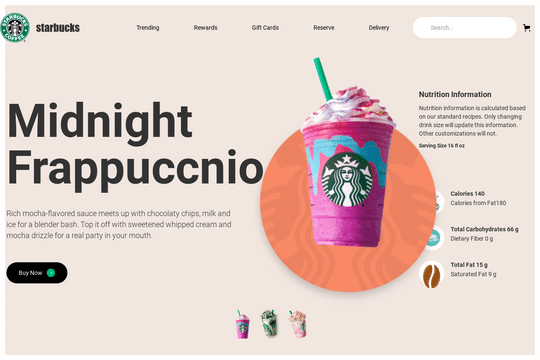 starbucks
Trending
Rewards
Gift Cards
Reserve
Delivery
Search...
Midnight
Frappuccnio
Rich mocha-flavored sauce meets up with chocolaty chips, milk and
ice for a blender bash. Top it off with sweetened whipped cream and
mocha drizzle for a real party in your mouth.
Buy Now
Nutrition Information
Nutrition information is calculated based
on our standard recipes. Only changing
drink size will update this information.
Other customizations will not.
Serving Size 16 fl oz
Calories 140
Calories from Fat180
Total Carbohydrates 66 g
Dietary Fiber 0 g
Total Fat 15 g
Saturated Fat 9 g